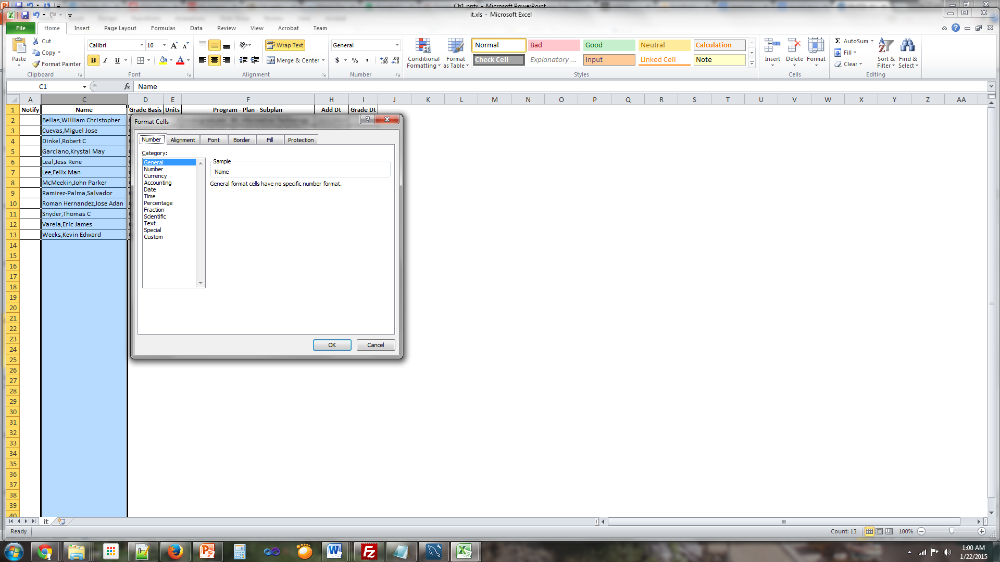 Ch1.pptx - Microsoft PowerPoint
it.xls - Microsoft Excel
File Home Insert Page Layout Formulas Data Review View Acrobat Team
Paste
Cut
Copy
Format Painter
Clipboard
Calibri 10
B I U
Font
Wrap Text
Merge & Center
Alignment
General
$ % ,
Number
Conditional Formatting
Format as Table
Normal Bad Good Neutral Calculation
Check Cell Explanatory ... Input Linked Cell Note
Styles
Insert Delete Format
Cells
Σ AutoSum
Fill
Clear
Sort & Filter
Find & Select
Editing
C1 fx Name
A C D E F H I J K L M N O P Q R S T U V W X Y Z AA
1 Notify Name Grade Basis Units Program - Plan - Subplan Add Dt Grade Dt
2 Bellas,William Christopher
3 Cuevas,Miguel Jose
4 Dinkel,Robert C
5 Garciano,Krystal May
6 Leal,Jess Rene
7 Lee,Felix Man
8 McMeekin,John Parker
9 Ramirez-Palma,Salvador
10 Roman Hernandez,Jose Adan
11 Snyder,Thomas C
12 Varela,Eric James
13 Weeks,Kevin Edward
14
15
16
17
18
19
20
21
22
23
24
25
26
27
28
29
30
31
32
33
34
35
36
37
38
39
40
Format Cells
Number Alignment Font Border Fill Protection
Category:
General
Number
Currency
Accounting
Date
Time
Percentage
Fraction
Scientific
Text
Special
Custom
Sample
Name
General format cells have no specific number format.
OK Cancel
it
Ready Count: 13 100%
1:00 AM
1/22/2015